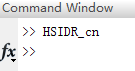 Command Window
>> HSIDR_cn
fx >>